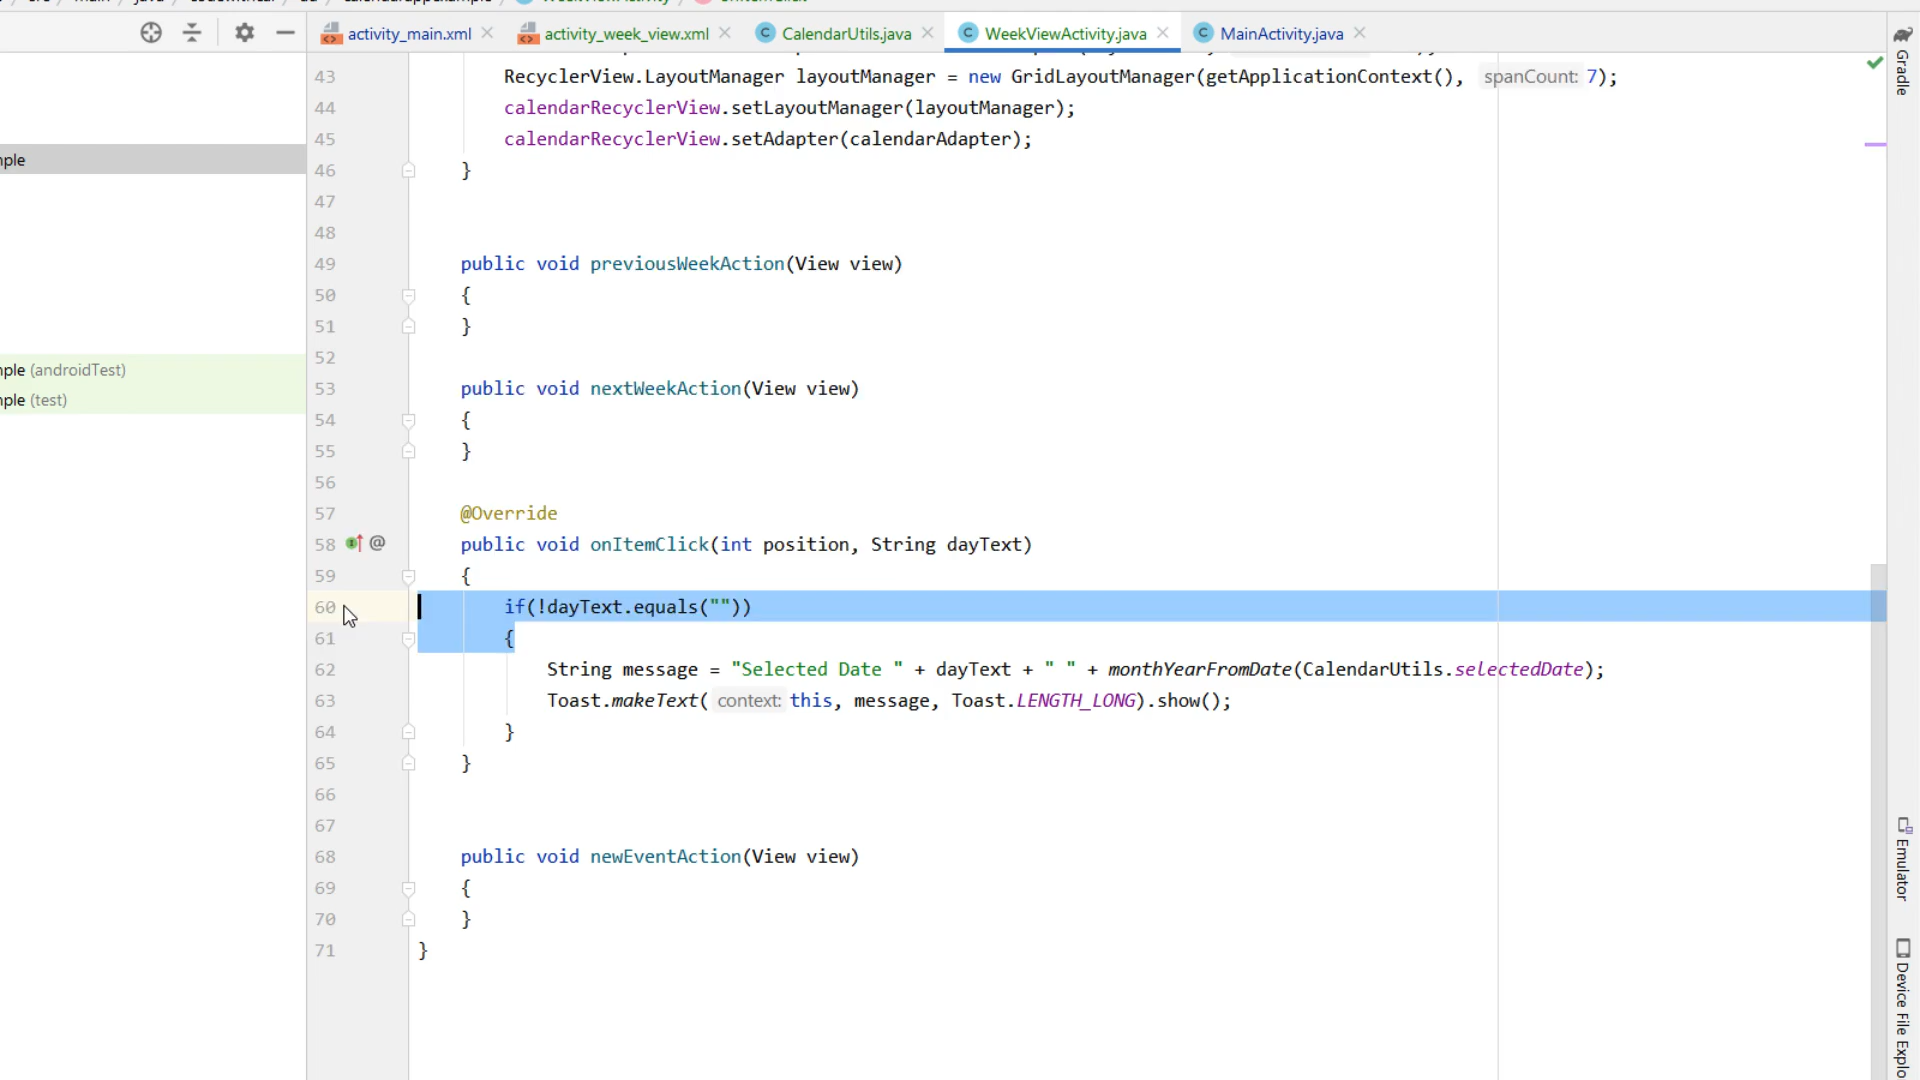 activity_main.xml activity_week_view.xml CalendarUtils.java WeekViewActivity.java MainActivity.java
43 RecyclerView.LayoutManager layoutManager = new GridLayoutManager(getApplicationContext(), spanCount: 7);
44 calendarRecyclerView.setLayoutManager(layoutManager);
45 calendarRecyclerView.setAdapter(calendarAdapter);
46 }
47
48
49 public void previousWeekAction(View view)
50 {
51 }
52
53 public void nextWeekAction(View view)
54 {
55 }
56
57 @Override
58 @ public void onItemClick(int position, String dayText)
59 {
60 if(!dayText.equals(""))
61 {
62 String message = "Selected Date " + dayText + " " + monthYearFromDate(CalendarUtils.selectedDate);
63 Toast.makeText( context: this, message, Toast.LENGTH_LONG).show();
64 }
65 }
66
67
68 public void newEventAction(View view)
69 {
70 }
71 }
mple
mple (androidTest)
mple (test)
Gradle
Emulator
Device File Explo